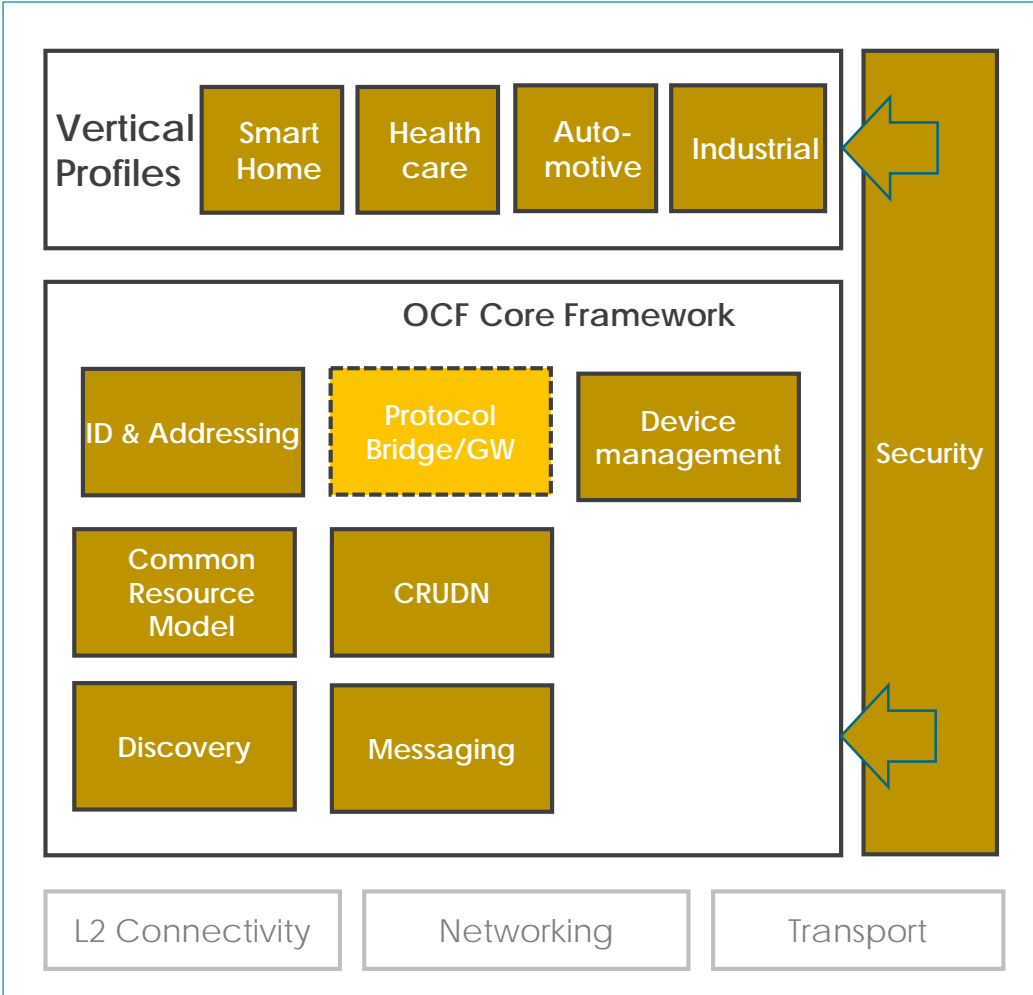 Vertical
Profiles
Smart
Home
Health
care
Auto-
motive
Industrial
OCF Core Framework
ID & Addressing
Protocol
Bridge/GW
Device
management
Security
Common
Resource
Model
CRUDN
Discovery
Messaging
L2 Connectivity
Networking
Transport